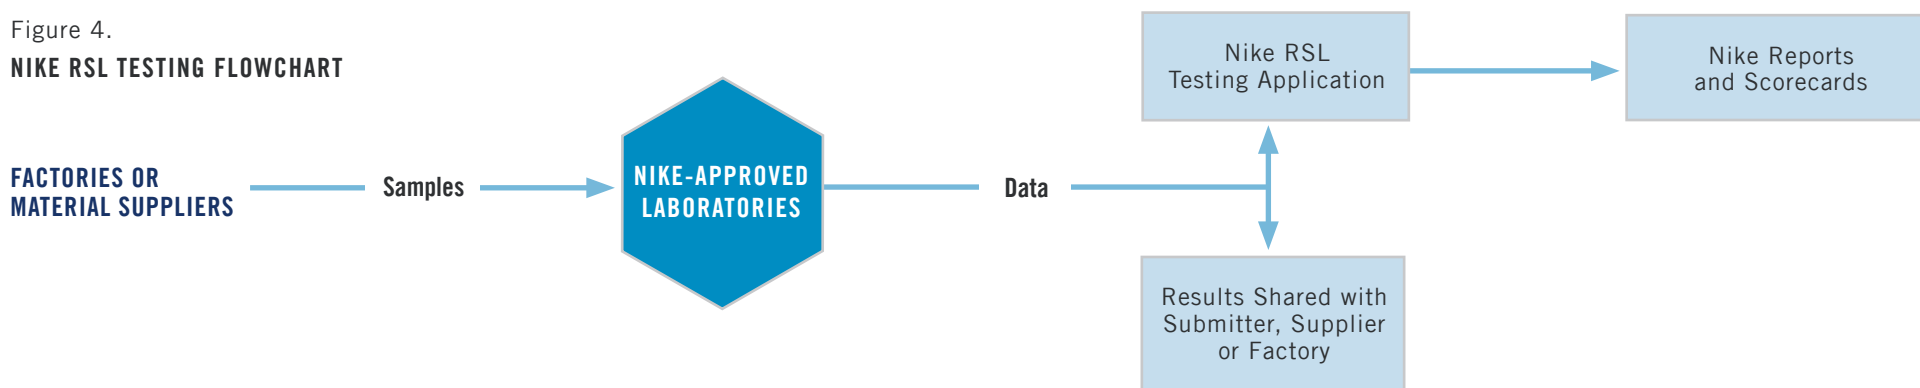 Figure 4.
NIKE RSL TESTING FLOWCHART
FACTORIES OR
MATERIAL SUPPLIERS
Samples
NIKE-APPROVED
LABORATORIES
Data
Nike RSL
Testing Application
Nike Reports
and Scorecards
Results Shared with
Submitter, Supplier
or Factory